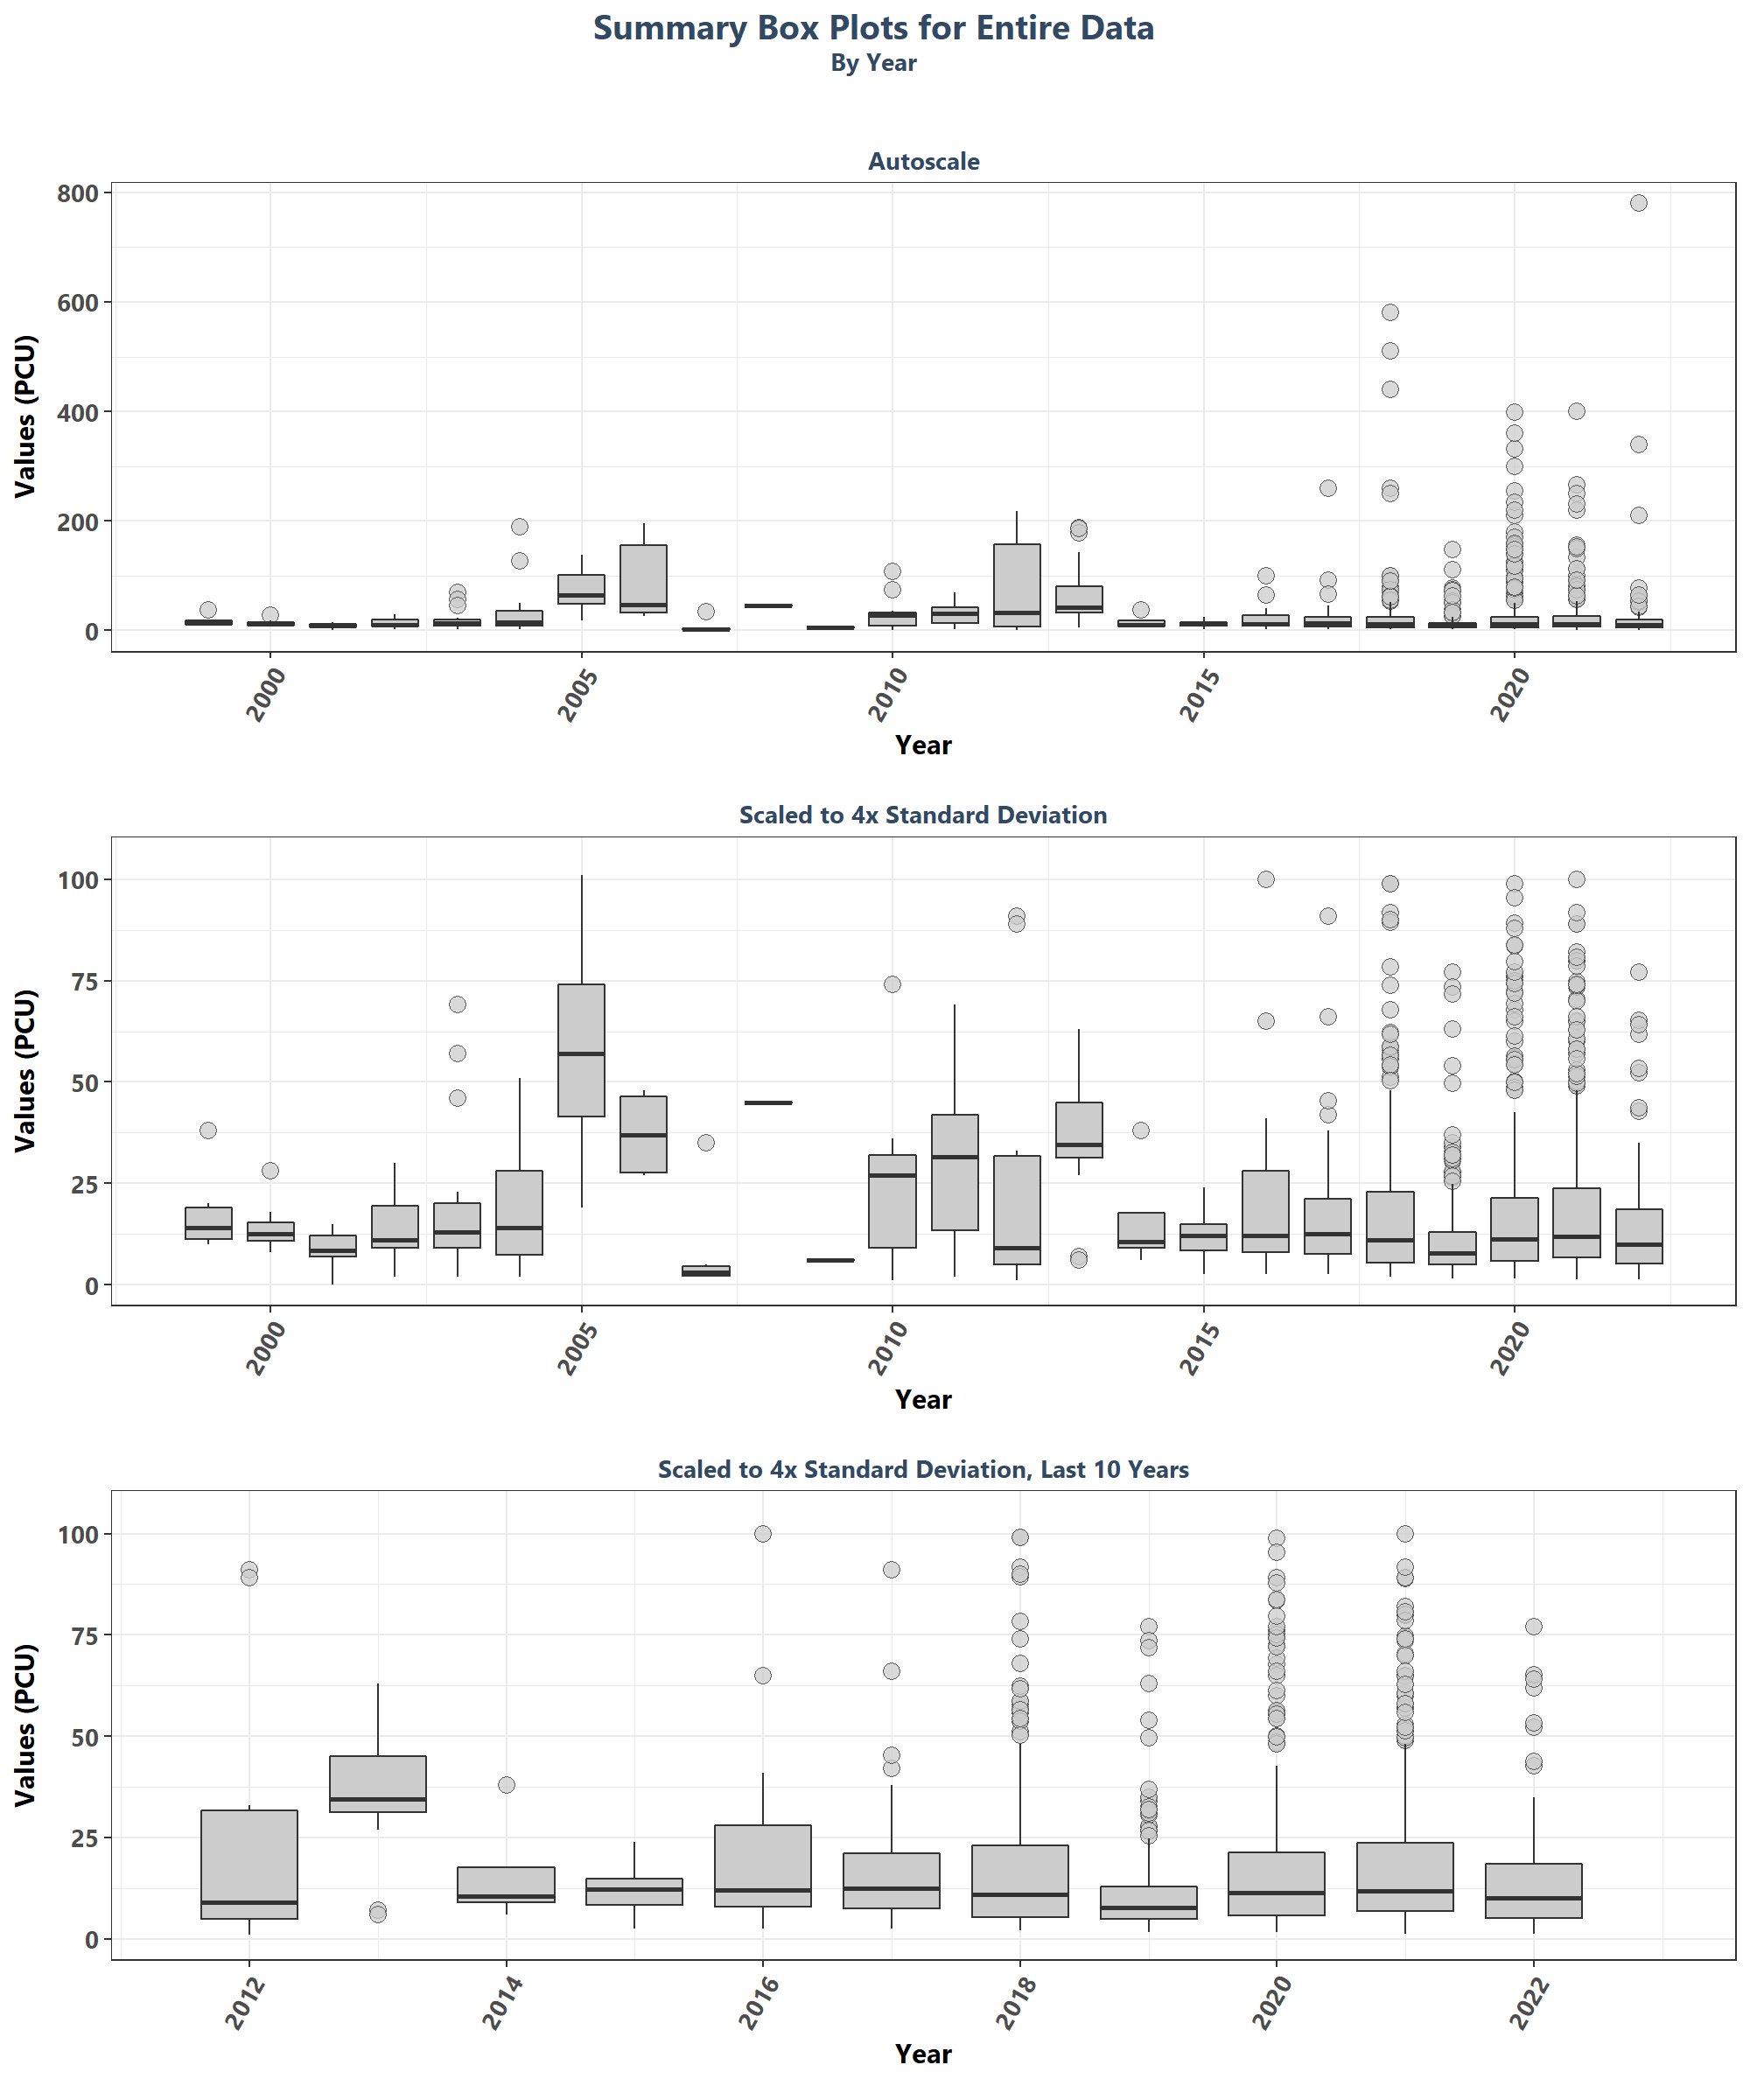 Summary Box Plots for Entire Data
By Year
Autoscale
Values (PCU)
800
600
400
200
0
2000
2005
2010
2015
2020
Year
Scaled to 4x Standard Deviation
Values (PCU)
100
75
50
25
0
2000
2005
2010
2015
2020
Year
Scaled to 4x Standard Deviation, Last 10 Years
Values (PCU)
100
75
50
25
0
2012
2014
2016
2018
2020
2022
Year